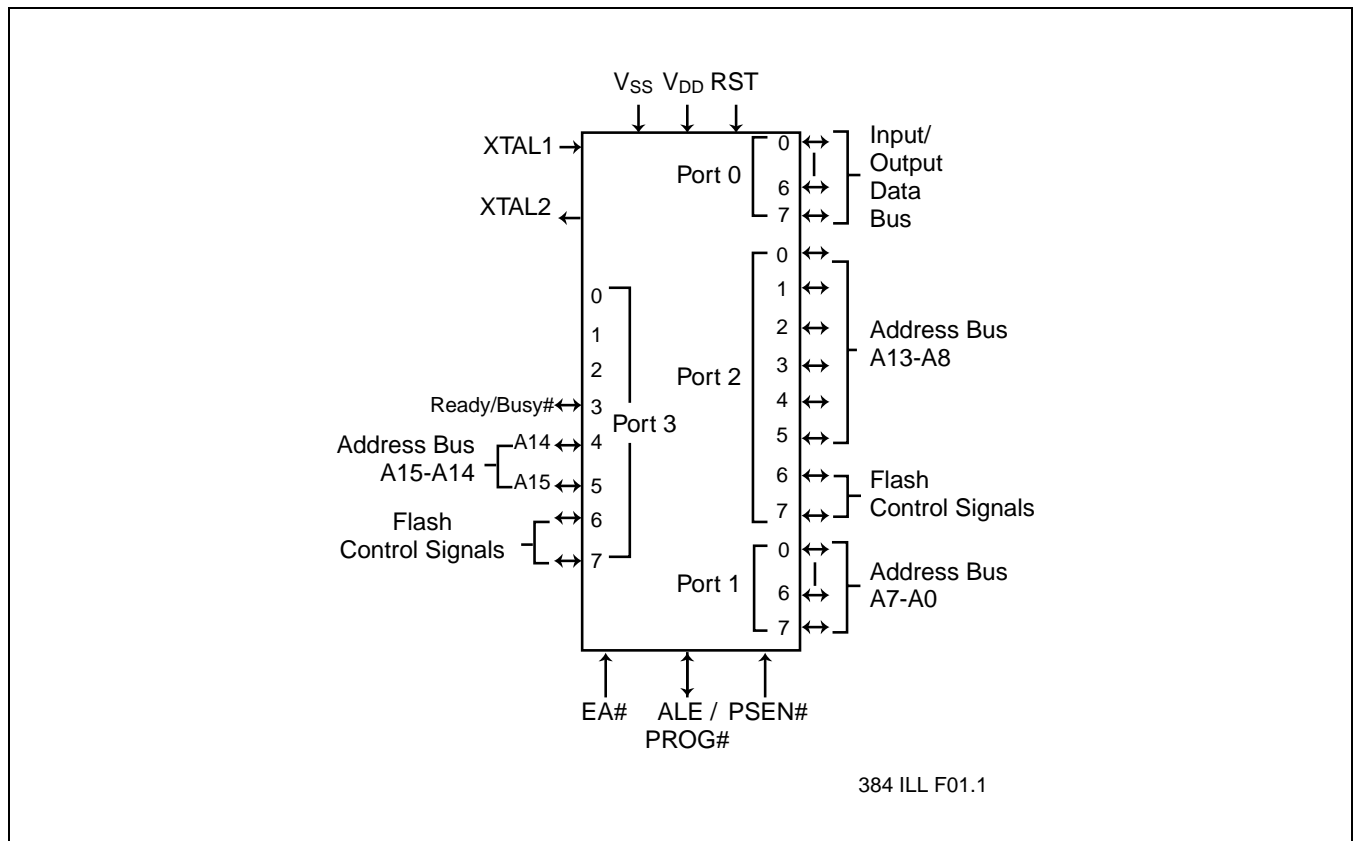 VSS VDD RST
XTAL1
XTAL2
Port 0
0
6
7
Input/
Output
Data
Bus
Port 2
0
1
2
3
4
5
6
7
Address Bus
A13-A8
Flash
Control Signals
Port 1
0
6
7
Address Bus
A7-A0
0
1
2
Ready/Busy# 3
Port 3
Address Bus
A15-A14
A14 4
A15 5
Flash
Control Signals
6
7
EA# ALE / PSEN#
PROG#
384 ILL F01.1